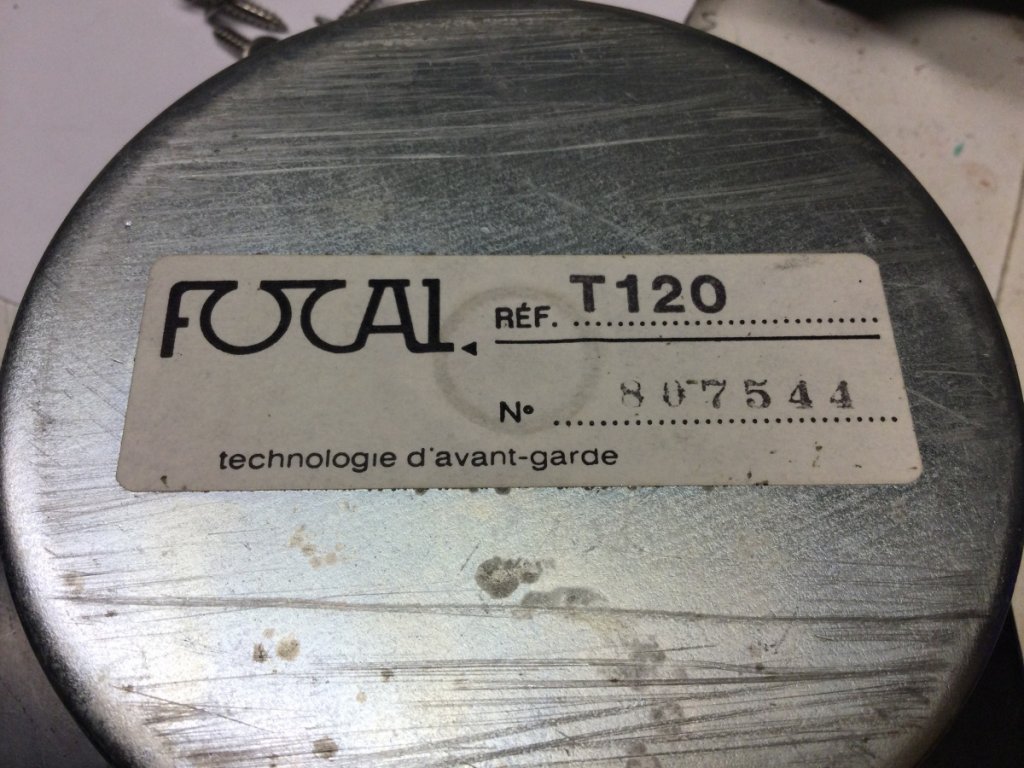 FOCAL RÉF. T120
N° 807544
technologie d'avant-garde